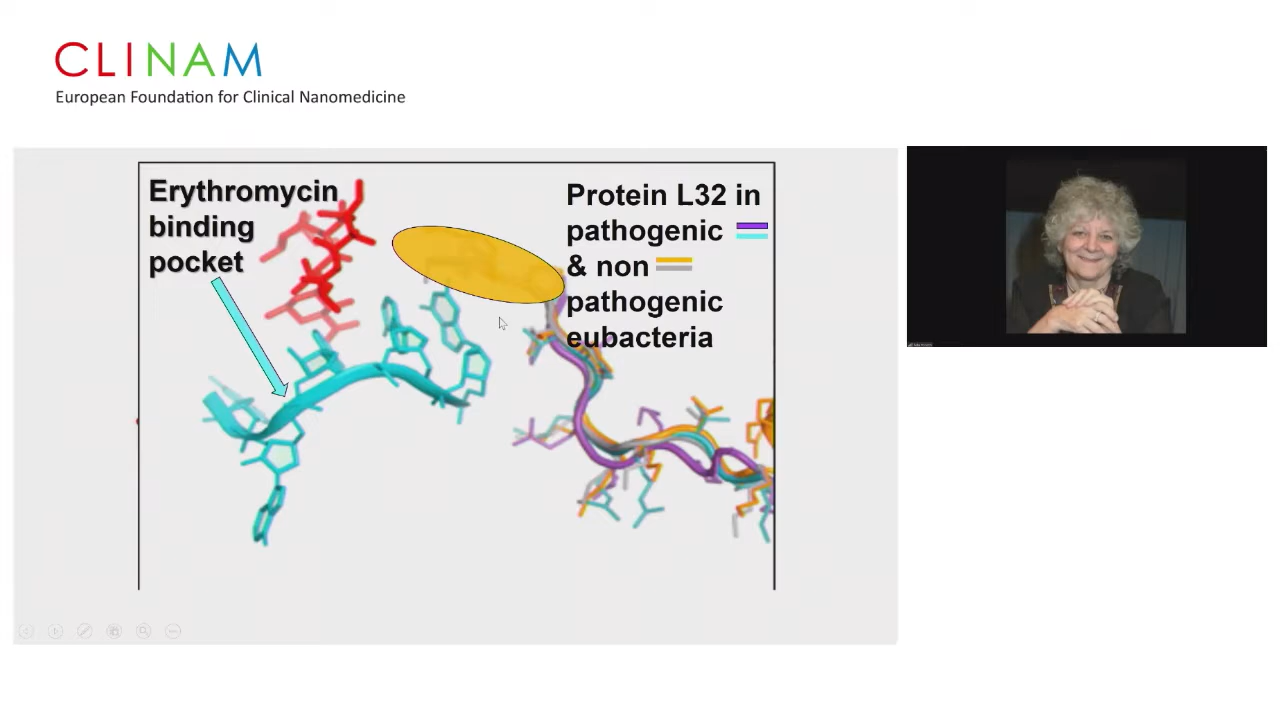 CLINAM
European Foundation for Clinical Nanomedicine
Erythromycin
binding
pocket
Protein L32 in
pathogenic
& non
pathogenic
eubacteria